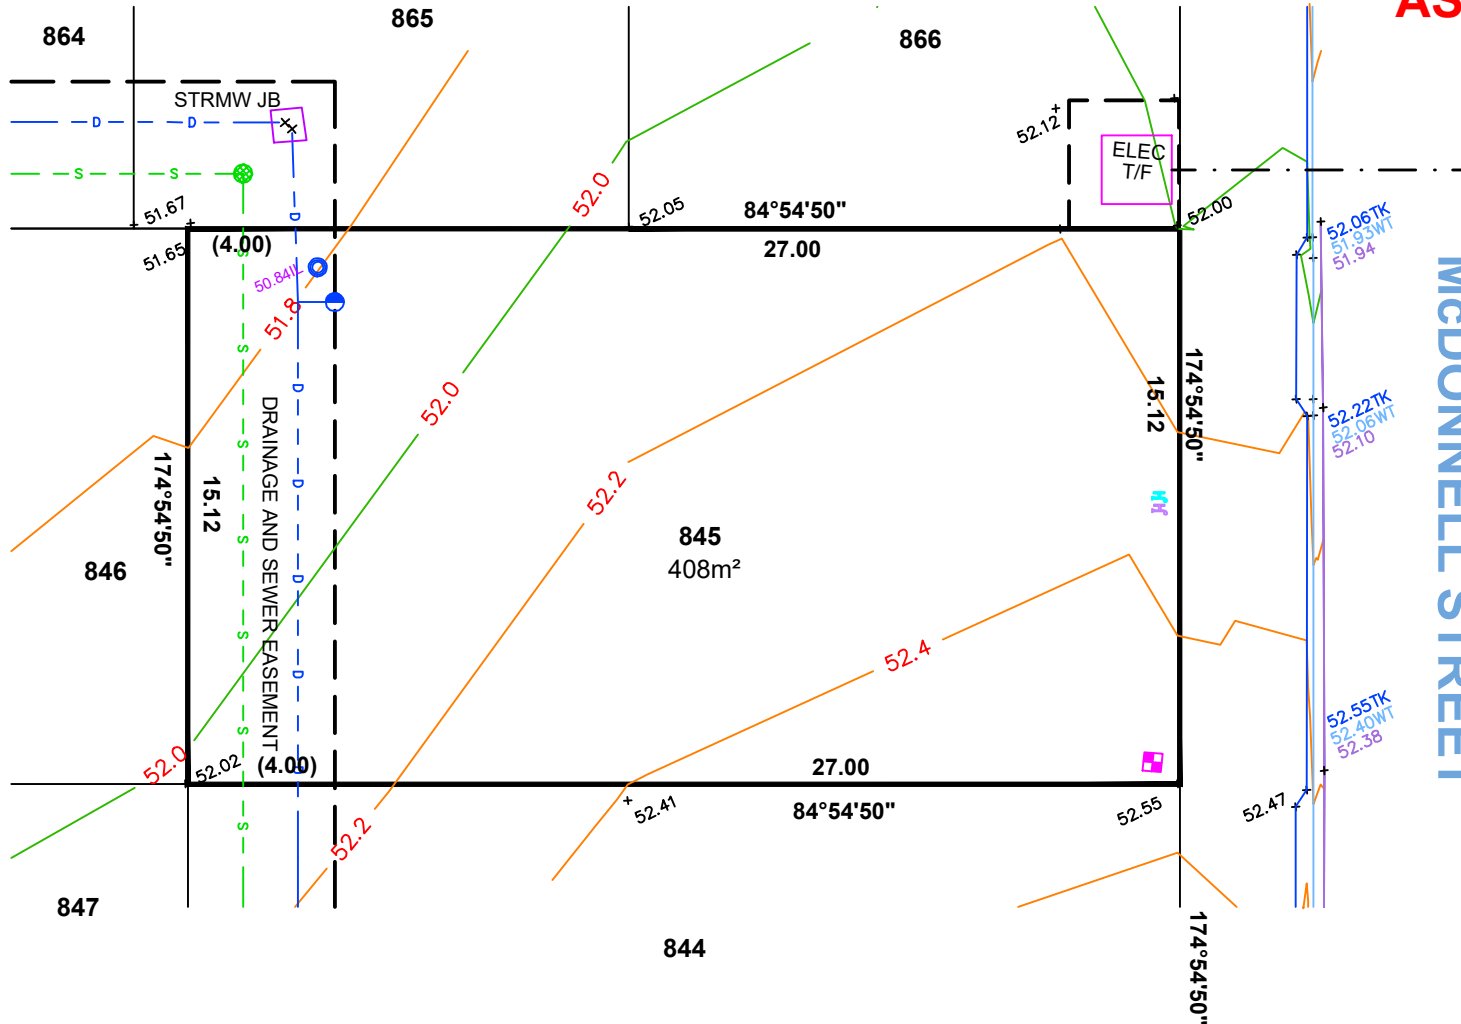 AS
864
865
866
STRMW JB
D
D
S
S
52.12
ELEC
T/F
51.67
52.0
52.05
84°54'50"
52.00
51.65
(4.00)
27.00
D
S
50.84IL
51.8
52.06TK
51.93WT
51.94
McDONNELL STREET
S
D
52.0
174°54'50"
15.12
52.22TK
52.06WT
52.10
S
174°54'50"
15.12
DRAINAGE AND SEWER EASEMENT
D
52.2
845
408m²
846
S
D
S
D
52.4
S
52.0
52.02
(4.00)
D
27.00
52.55TK
52.40WT
52.38
S
52.2
52.41
84°54'50"
52.55
52.47
847
844
174°54'50"